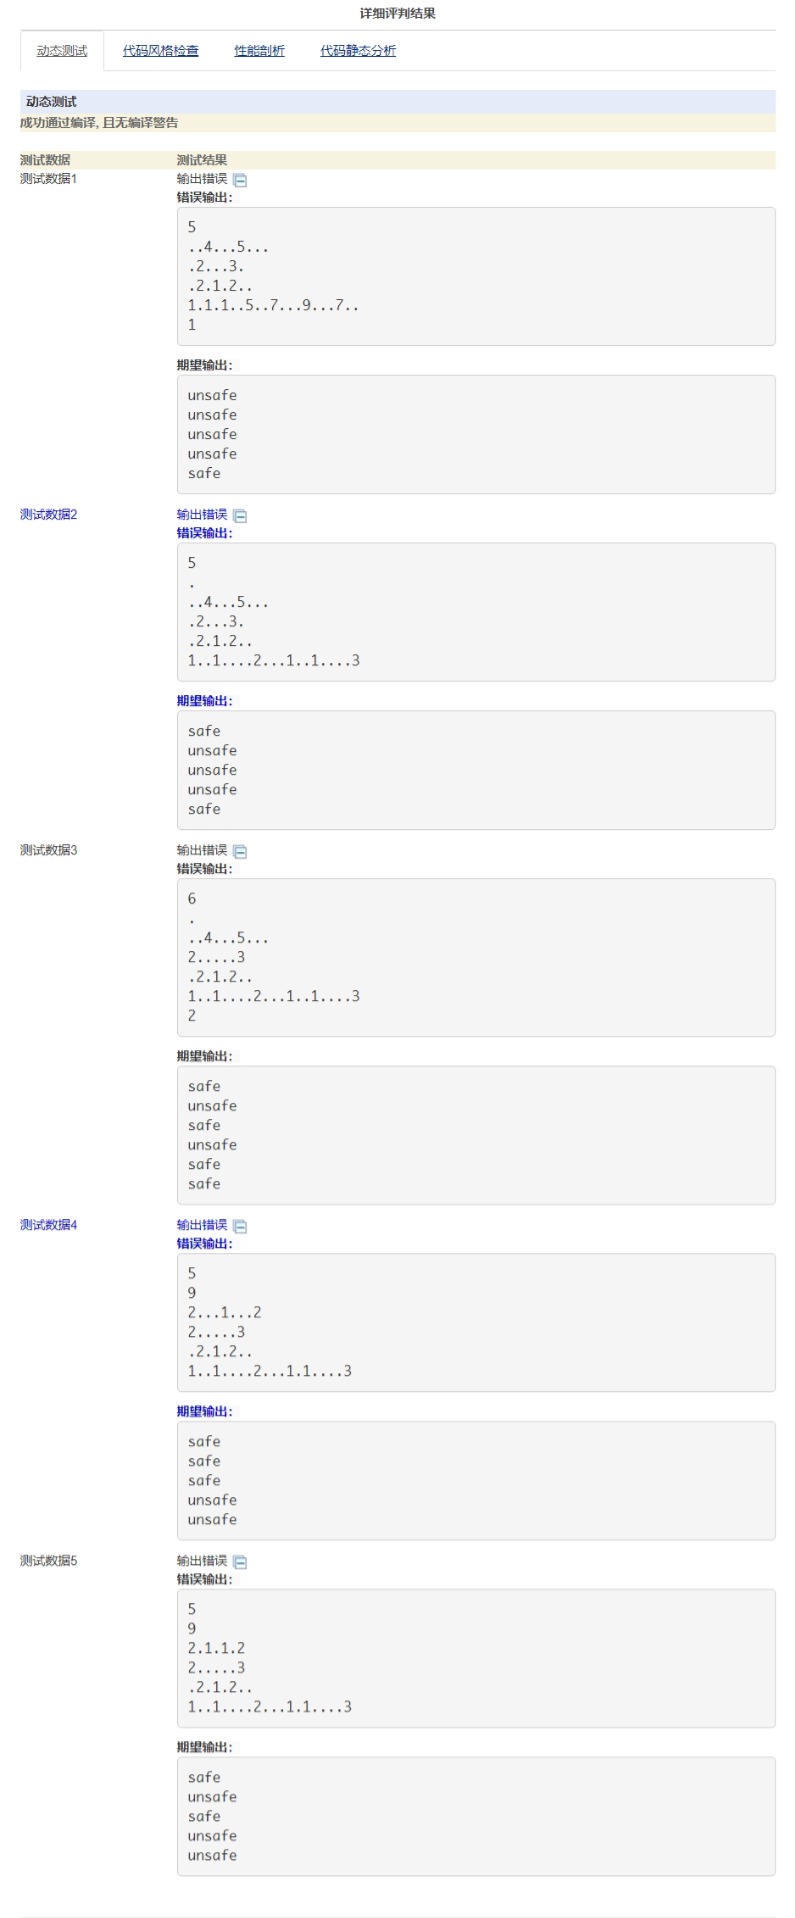 详细评判结果
动态测试 代码风格检查 性能剖析 代码静态分析
动态测试
成功通过编译, 且无编译警告
测试数据 测试结果
测试数据1 输出错误
错误输出:
5
..4...5...
.2...3.
.2.1.2..
1.1.1..5..7...9...7..
1
期望输出:
unsafe
unsafe
unsafe
unsafe
safe
测试数据2 输出错误
错误输出:
5
.
..4...5...
.2...3.
.2.1.2..
1..1....2...1..1....3
期望输出:
safe
unsafe
unsafe
unsafe
safe
测试数据3 输出错误
错误输出:
6
.
..4...5...
2.....3
.2.1.2..
1..1....2...1..1....3
2
期望输出:
safe
unsafe
safe
unsafe
safe
safe
测试数据4 输出错误
错误输出:
5
9
2...1...2
2.....3
.2.1.2..
1..1....2...1.1....3
期望输出:
safe
safe
safe
unsafe
unsafe
测试数据5 输出错误
错误输出:
5
9
2.1.1.2
2.....3
.2.1.2..
1..1....2...1.1....3
期望输出:
safe
unsafe
safe
unsafe
unsafe